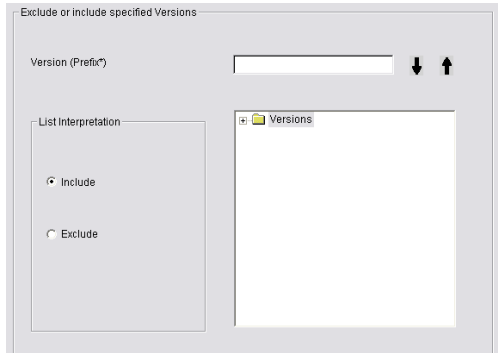 Exclude or include specified Versions
Version (Prefix*)
List Interpretation
Versions
Include
Exclude